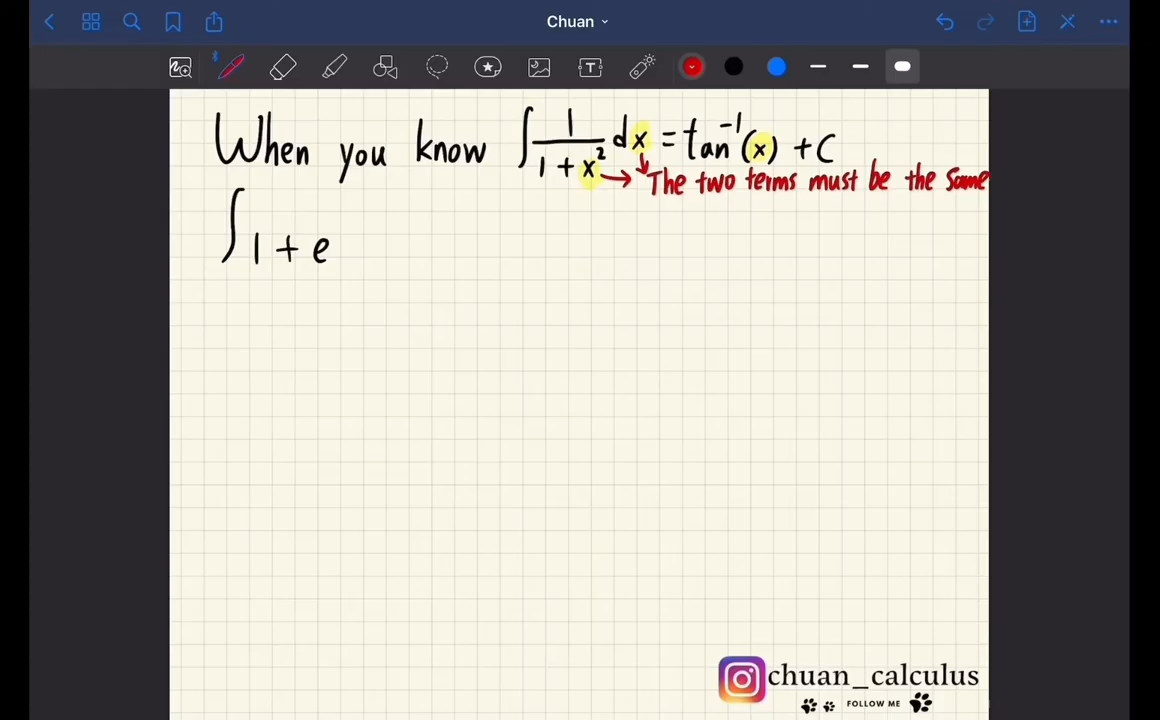 Chuan
When you know ∫ 1/(1 + x²) dx = tan⁻¹(x) + C
The two terms must be the same
∫ 1 + e
chuan_calculus
FOLLOW ME